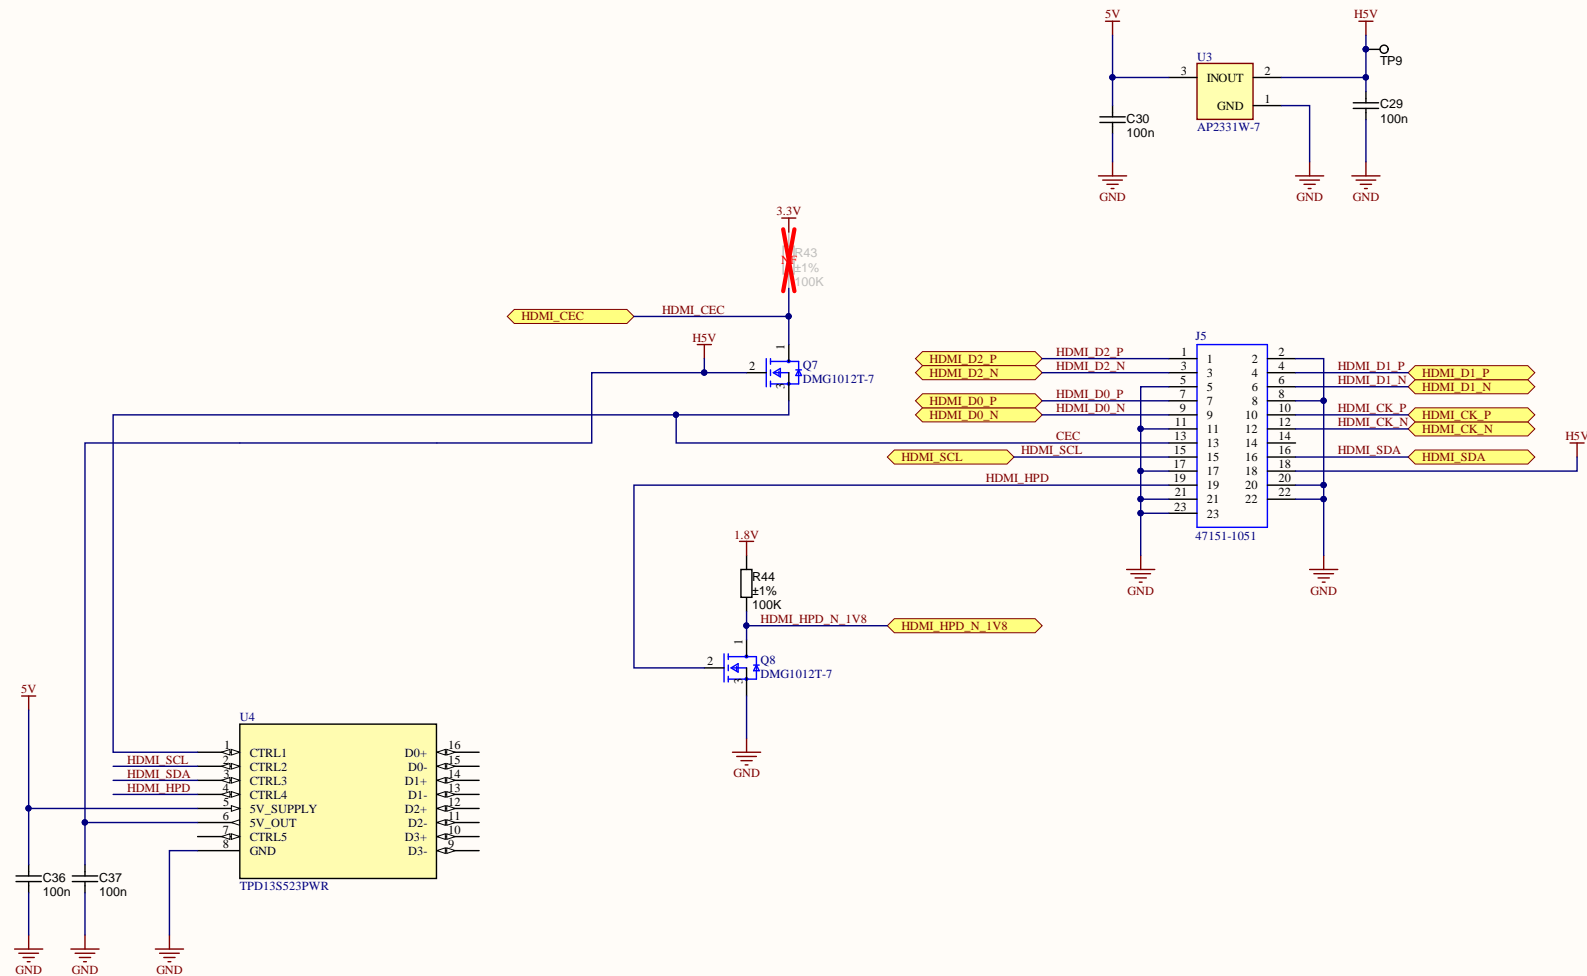 5V
H5V
TP9
U3
3 INOUT 2
GND 1
AP2331W-7
C30
100n
C29
100n
GND
GND
GND
3.3V
R43
±1%
100K
HDMI_CEC
HDMI_CEC
H5V
1
2
3
Q7
DMG1012T-7
J5
HDMI_D2_P HDMI_D2_P 1 1 2 2
HDMI_D2_N HDMI_D2_N 3 3 4 4 HDMI_D1_P HDMI_D1_P
5 5 6 6 HDMI_D1_N HDMI_D1_N
HDMI_D0_P HDMI_D0_P 7 7 8 8
HDMI_D0_N HDMI_D0_N 9 9 10 10 HDMI_CK_P HDMI_CK_P
11 11 12 12 HDMI_CK_N HDMI_CK_N
CEC 13 13 14 14
HDMI_SCL HDMI_SCL 15 15 16 16 HDMI_SDA HDMI_SDA
H5V
17 17 18 18
HDMI_HPD 19 19 20 20
21 21 22 22
23 23
47151-1051
GND
GND
1.8V
R44
±1%
100K
HDMI_HPD_N_1V8
HDMI_HPD_N_1V8
1
2
3
Q8
DMG1012T-7
GND
5V
U4
1 CTRL1 D0+ 16
HDMI_SCL 2 CTRL2 D0- 15
HDMI_SDA 3 CTRL3 D1+ 14
HDMI_HPD 4 CTRL4 D1- 13
5 5V_SUPPLY D2+ 12
6 5V_OUT D2- 11
7 CTRL5 D3+ 10
8 GND D3- 9
TPD13S523PWR
C36
100n
C37
100n
GND
GND
GND